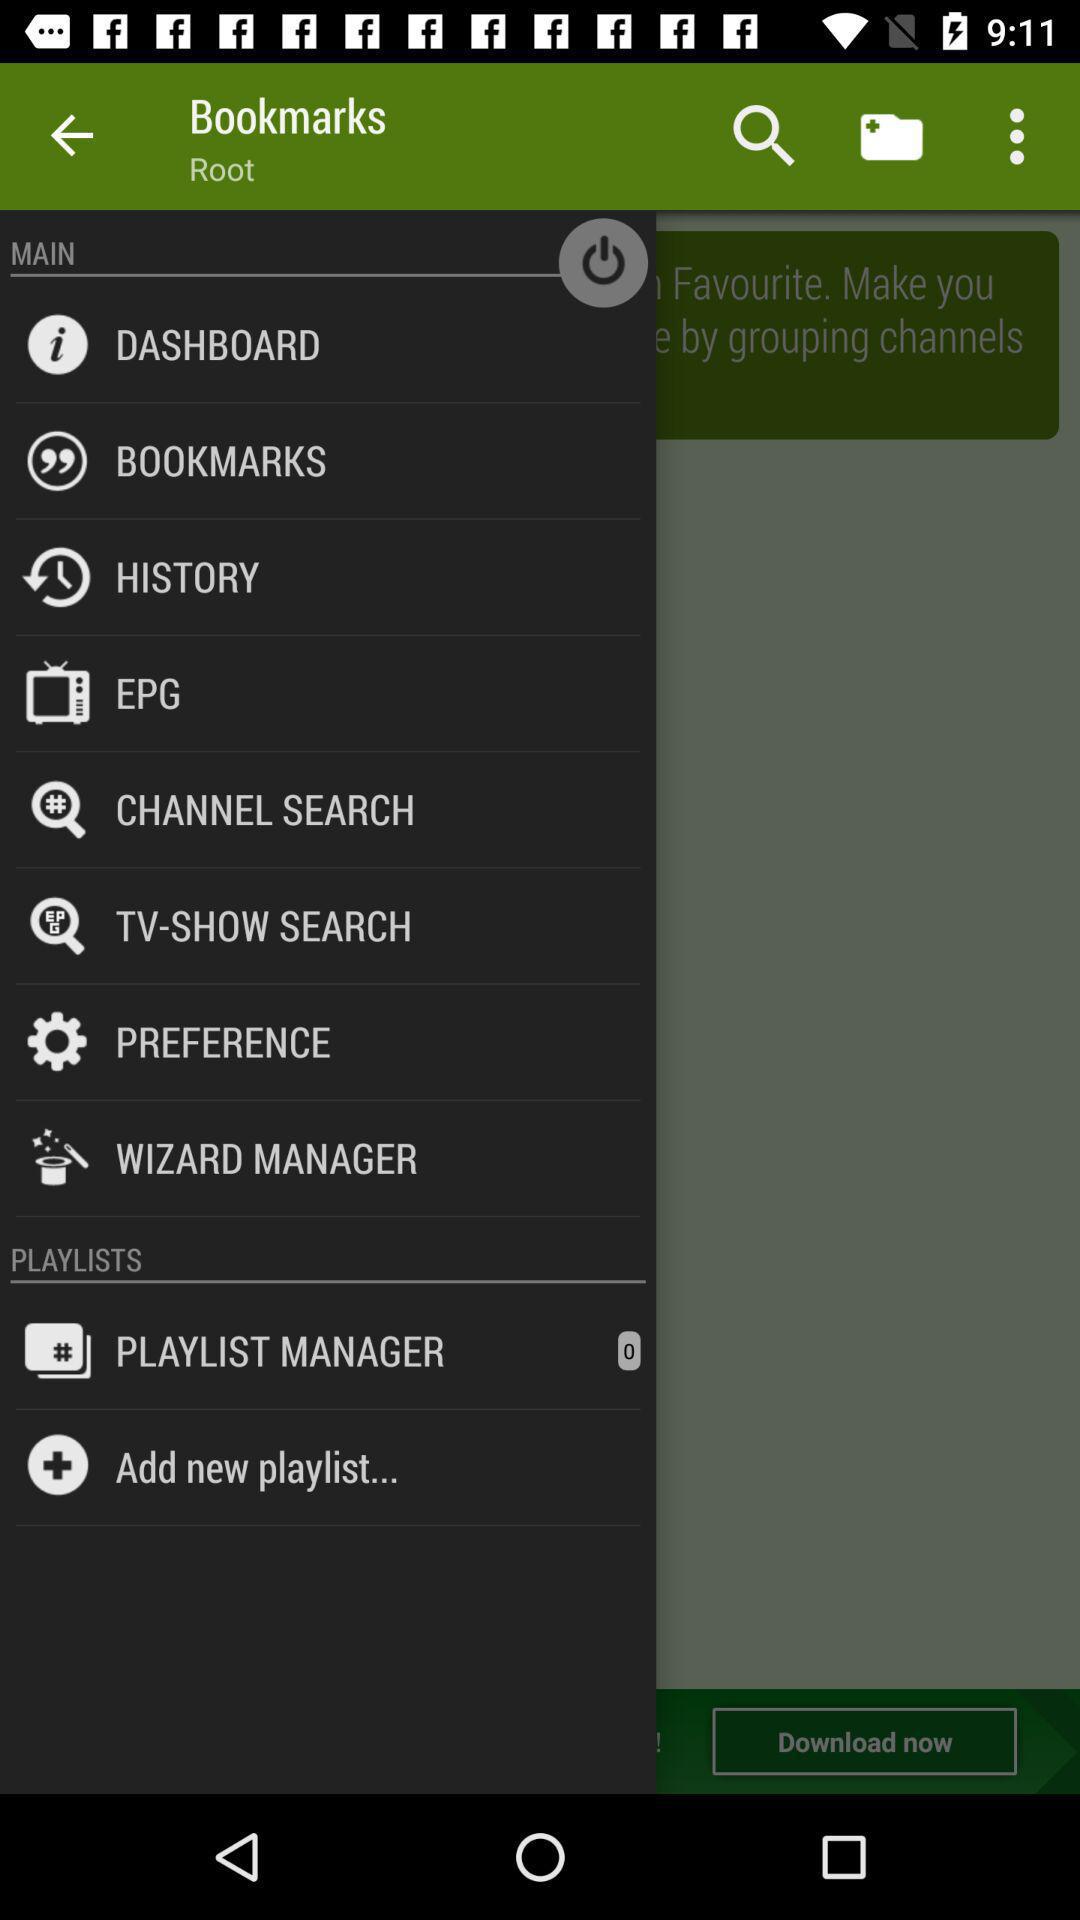 9:11
Bookmarks
Root
MAIN
Favourite. Make you
DASHBOARD
e by grouping channels
BOOKMARKS
HISTORY
EPG
CHANNEL SEARCH
TV-SHOW SEARCH
PREFERENCE
WIZARD MANAGER
PLAYLISTS
PLAYLIST MANAGER
0
Add new playlist...
!
Download now